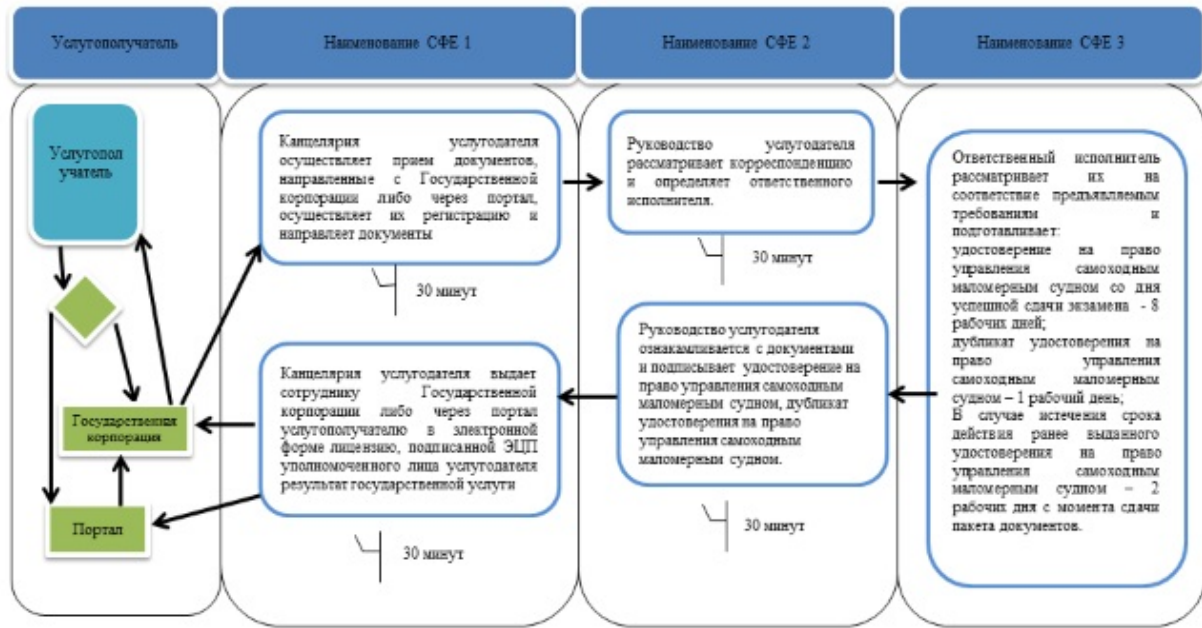 Услугополучатель
Наименование СФЕ 1
Наименование СФЕ 2
Наименование СФЕ 3
Услугопол
учатель
Государственная
корпорация
Портал
Канцелярия услугодателя
осуществляет прием документов,
направленные с Государственной
корпорации либо через портал,
осуществляет их регистрацию и
направляет документы
30 минут
Канцелярия услугодателя выдает
сотруднику Государственной
корпорации либо через портал
услугополучателю в электронной
форме лицензию, подписанной ЭЦП
уполномоченного лица услугодателя
результат государственной услуги
30 минут
Руководство услугодателя
рассматривает корреспонденцию
и определяет ответственного
исполнителя.
30 минут
Руководство услугодателя
ознакамливается с документами
и подписывает удостоверение на
право управления самоходным
маломерным судном, дубликат
удостоверения на право
управления самоходным
маломерным судном.
30 минут
Ответственный исполнитель
рассматривает их на
соответствие предъявляемым
требованиям и
подготавливает:
удостоверение на право
управления самоходным
маломерным судном со дня
успешной сдачи экзамена - 8
рабочих дней;
дубликат удостоверения на
право управления
самоходным маломерным
судном – 1 рабочий день;
В случае истечения срока
действия ранее выданного
удостоверения на право
управления самоходным
маломерным судном – 2
рабочих дня с момента сдачи
пакета документов.